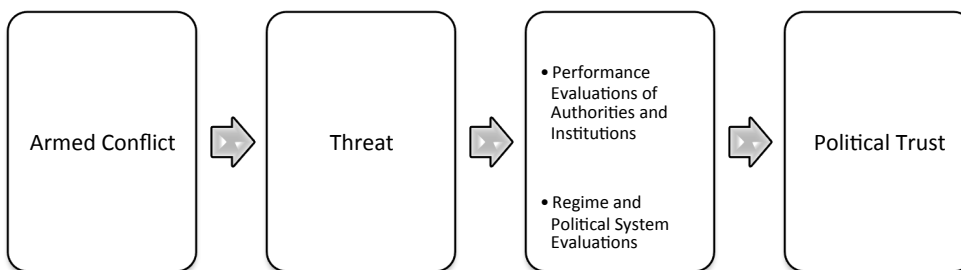 Armed Conflict
Threat
• Performance
Evaluations of
Authorities and
Institutions
• Regime and
Political System
Evaluations
Political Trust